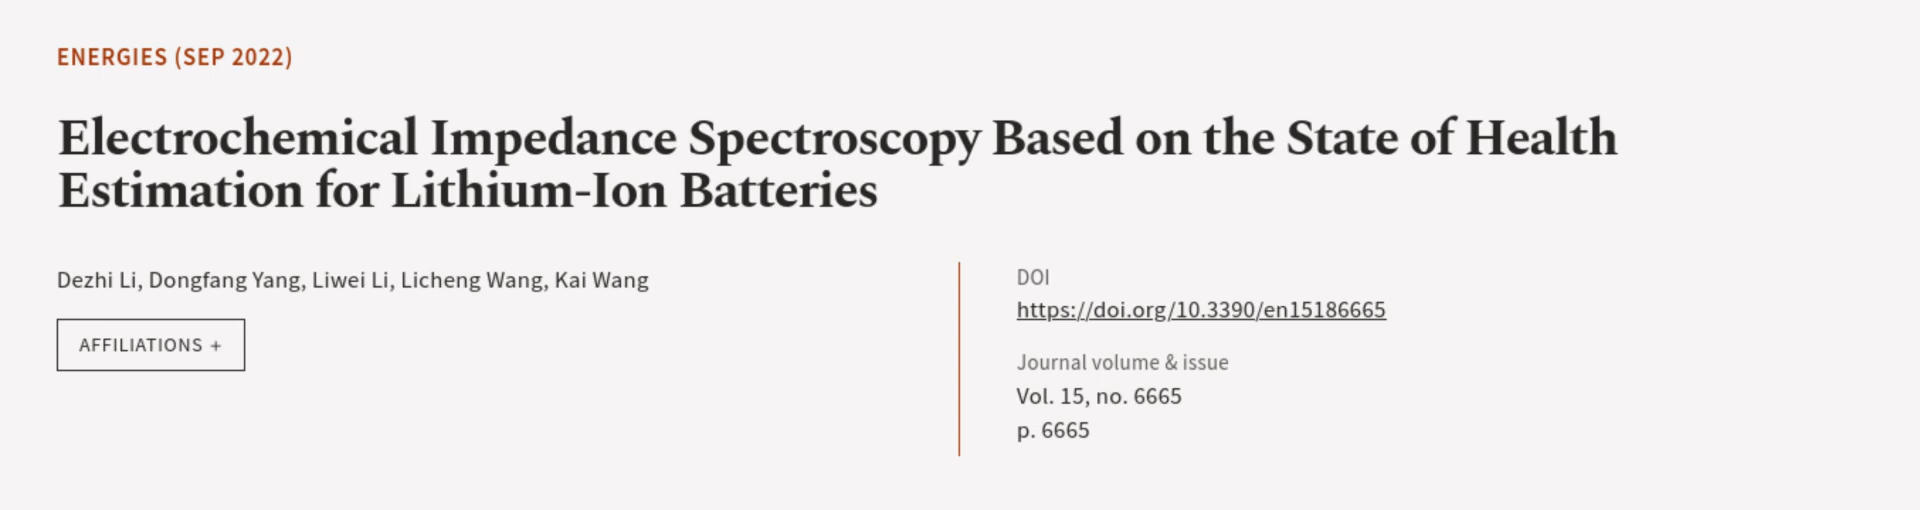 ENERGIES (SEP 2022)
Electrochemical Impedance Spectroscopy Based on the State of Health
Estimation for Lithium-Ion Batteries
Dezhi Li, Dongfang Yang, Liwei Li, Licheng Wang, Kai Wang
AFFILIATIONS +
DOI
https://doi.org/10.3390/en15186665
Journal volume & issue
Vol. 15, no. 6665
p. 6665